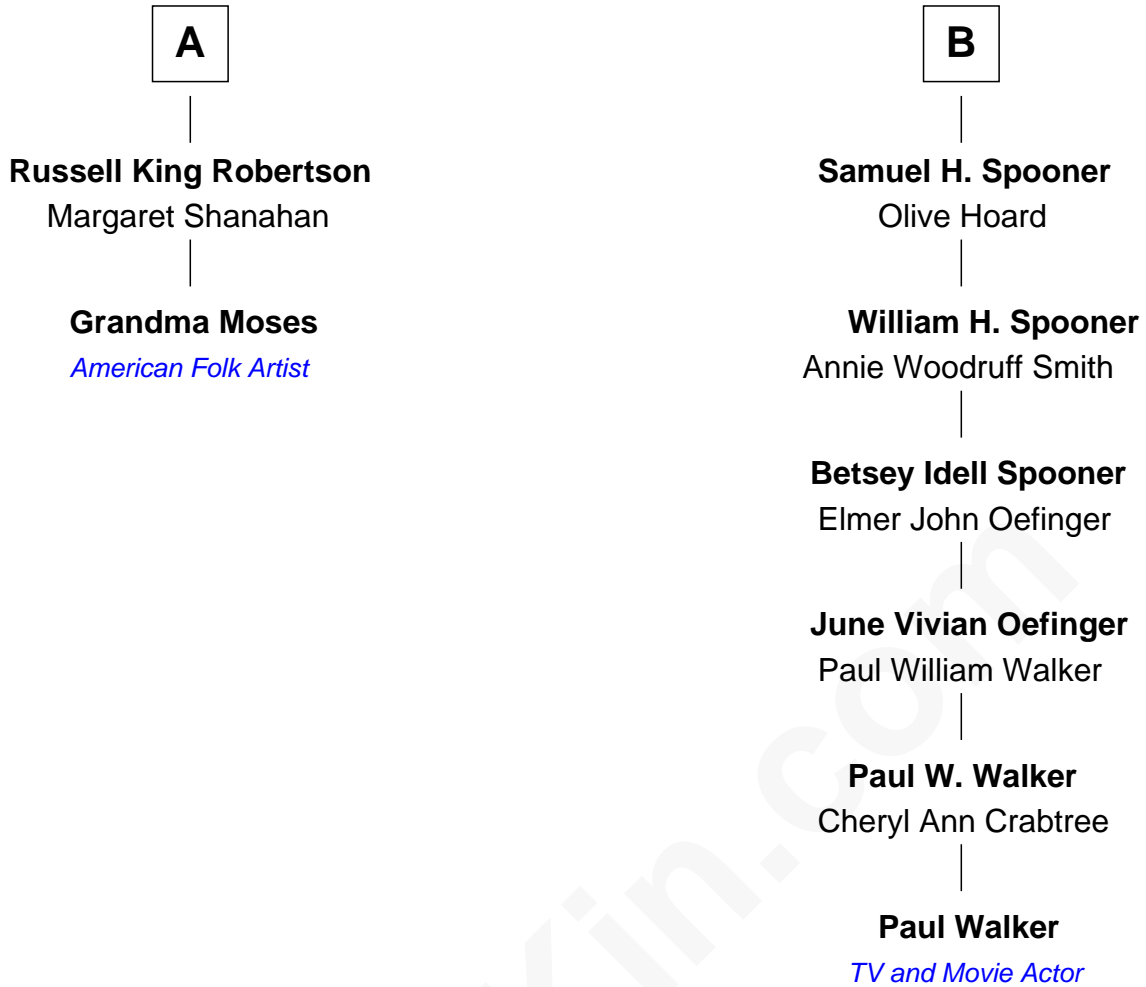 A
Russell King Robertson
Margaret Shanahan
Grandma Moses
American Folk Artist
B
Samuel H. Spooner
Olive Hoard
William H. Spooner
Annie Woodruff Smith
Betsey Idell Spooner
Elmer John Oefinger
June Vivian Oefinger
Paul William Walker
Paul W. Walker
Cheryl Ann Crabtree
Paul Walker
TV and Movie Actor